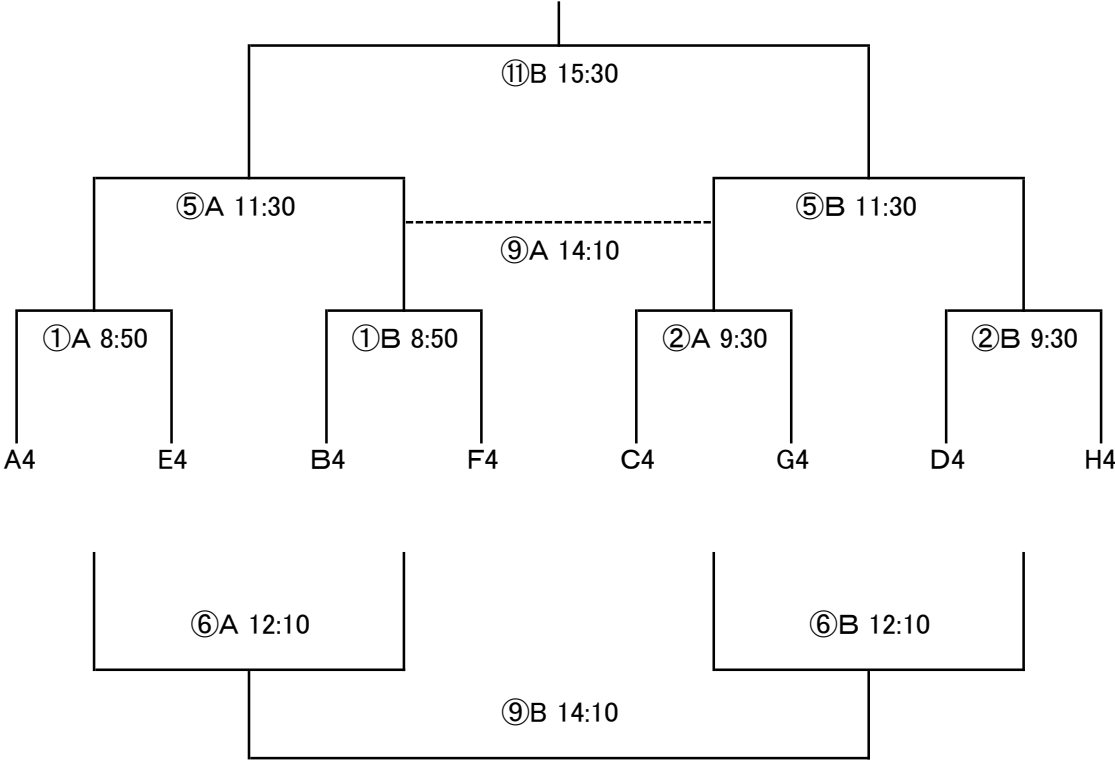 ⑪B 15:30
⑤A 11:30
⑤B 11:30
⑨A 14:10
①A 8:50
①B 8:50
②A 9:30
②B 9:30
A4 E4 B4 F4 C4 G4 D4 H4
⑥A 12:10
⑥B 12:10
⑨B 14:10